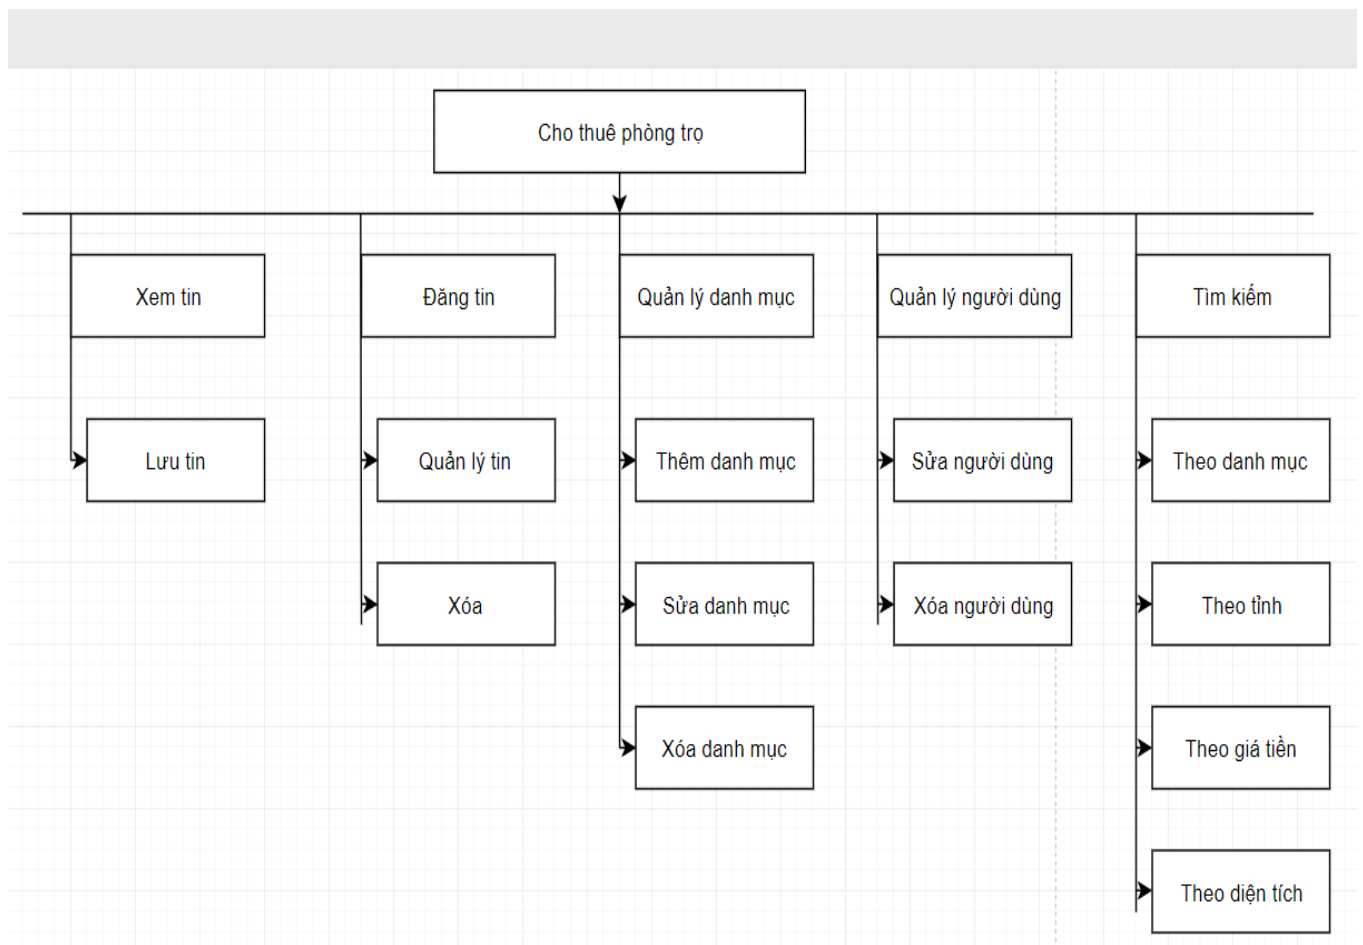 Cho thuê phòng trọ
Xem tin
Đăng tin
Quản lý danh mục
Quản lý người dùng
Tìm kiếm
Lưu tin
Quản lý tin
Thêm danh mục
Sửa người dùng
Theo danh mục
Xóa
Sửa danh mục
Xóa người dùng
Theo tỉnh
Xóa danh mục
Theo giá tiền
Theo diện tích